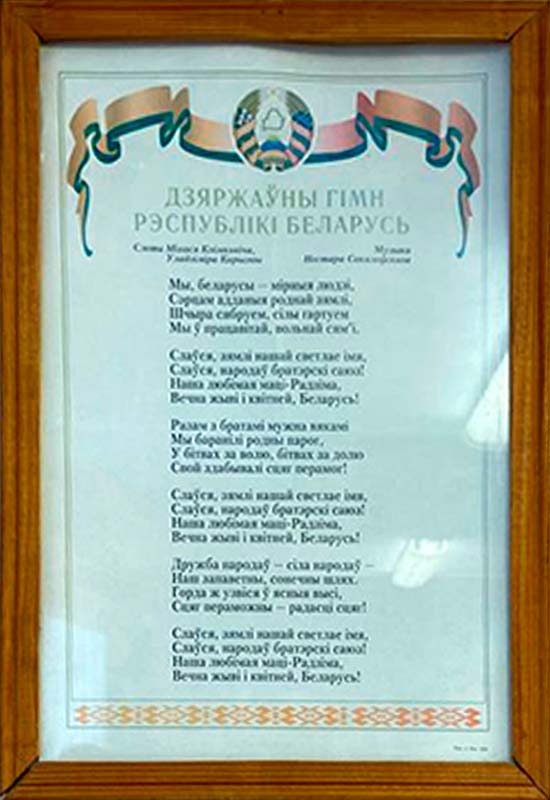 ДЗЯРЖАЎНЫ ГІМН
РЭСПУБЛІКІ БЕЛАРУСЬ
Словы Міхася Клімковіча,
Уладзіміра Карызны
Музыка
Нестара Сакалоўскага
Мы, беларусы — мірныя людзі,
Сэрцам адданыя роднай зямлі,
Шчыра сябруем, сілы гартуем
Мы ў працавітай, вольнай сям'і.
Слаўся, зямлі нашай светлае імя,
Слаўся, народаў братэрскі саюз!
Наша любімая маці-Радзіма,
Вечна жыві і квітней, Беларусь!
Разам з братамі мужна вякамі
Мы баранілі родны парог,
У бітвах за волю, бітвах за долю
Свой здабывалі сцяг перамог!
Слаўся, зямлі нашай светлае імя,
Слаўся, народаў братэрскі саюз!
Наша любімая маці-Радзіма,
Вечна жыві і квітней, Беларусь!
Дружба народаў — сіла народаў —
Наш запаветны, сонечны шлях.
Горда ж узвіся ў ясныя высі,
Сцяг пераможны — радасці сцяг!
Слаўся, зямлі нашай светлае імя,
Слаўся, народаў братэрскі саюз!
Наша любімая маці-Радзіма,
Вечна жыві і квітней, Беларусь!